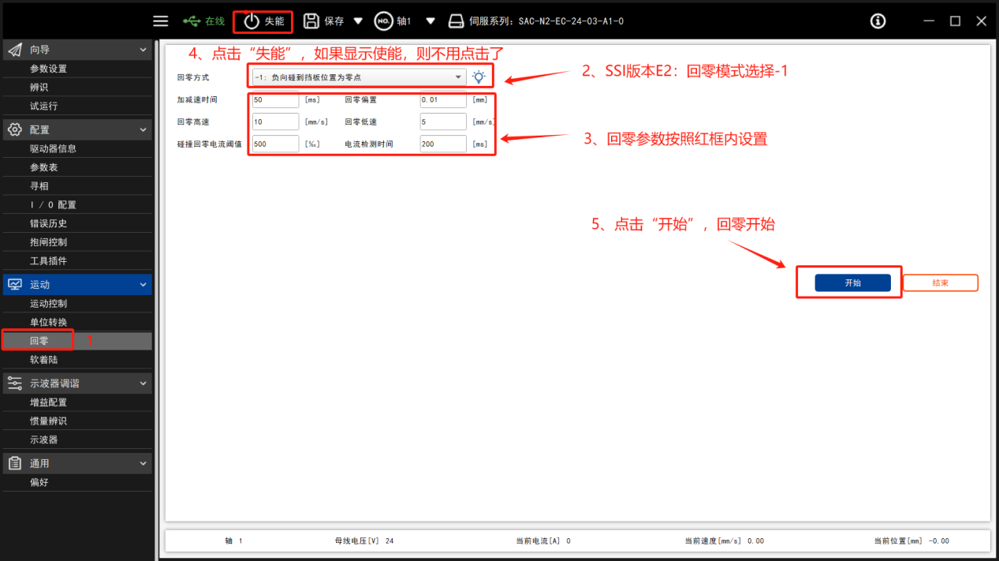 在线
失能
保存
NO.
轴1
伺服系列：SAC-N2-EC-24-03-A1-0
向导
参数设置
辨识
试运行
配置
驱动器信息
参数表
寻相
I / O 配置
错误历史
抱闸控制
工具插件
运动
运动控制
单位转换
回零
1
软着陆
示波器调谐
增益配置
惯量辨识
示波器
通用
偏好
4、点击“失能”，如果显示使能，则不用点击了
回零方式 -1：负向碰到挡板位置为零点
2、SSI版本E2：回零模式选择-1
加减速时间 50 [ms] 回零偏置 0.01 [mm]
回零高速 10 [mm/s] 回零低速 5 [mm/s]
碰撞回零电流阈值 500 [‰] 电流检测时间 200 [ms]
3、回零参数按照红框内设置
5、点击“开始”，回零开始
开始
结束
轴 1 母线电压[V] 24 当前电流[A] 0 当前速度[mm/s] 0.00 当前位置[mm] -0.00